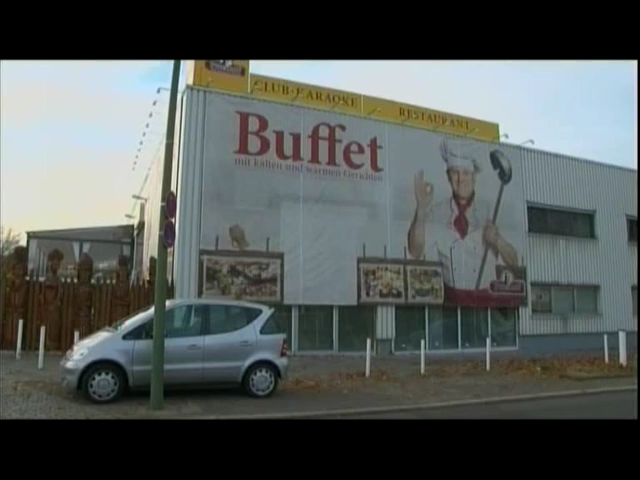 CLUB-KARAOKE
RESTAURANT
Buffet
mit kalten und warmen Gerichten